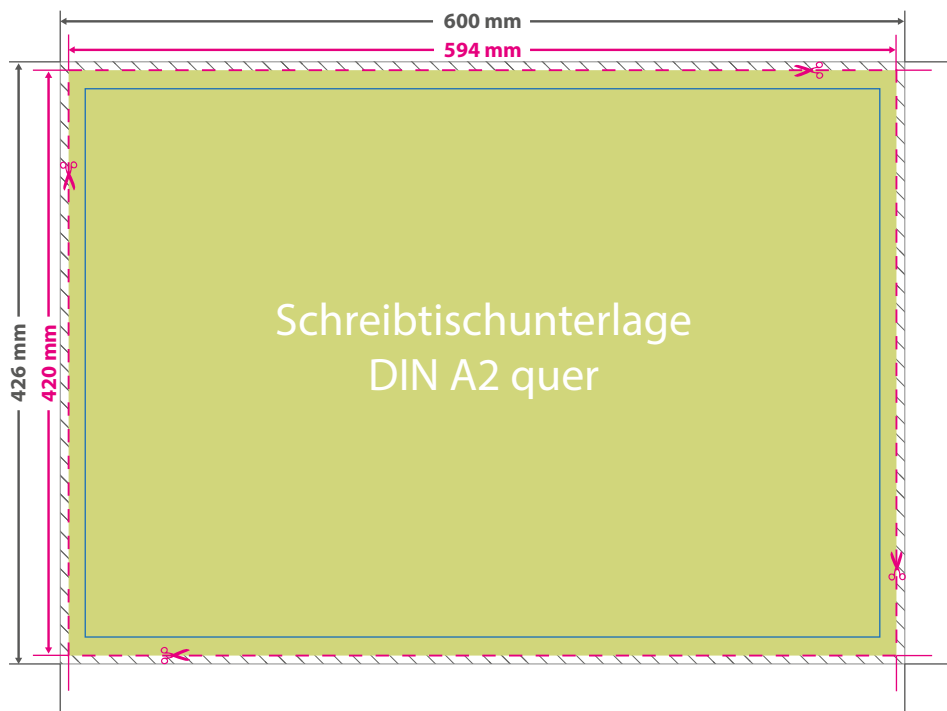 600 mm
594 mm
426 mm
420 mm
Schreibtischunterlage
DIN A2 quer